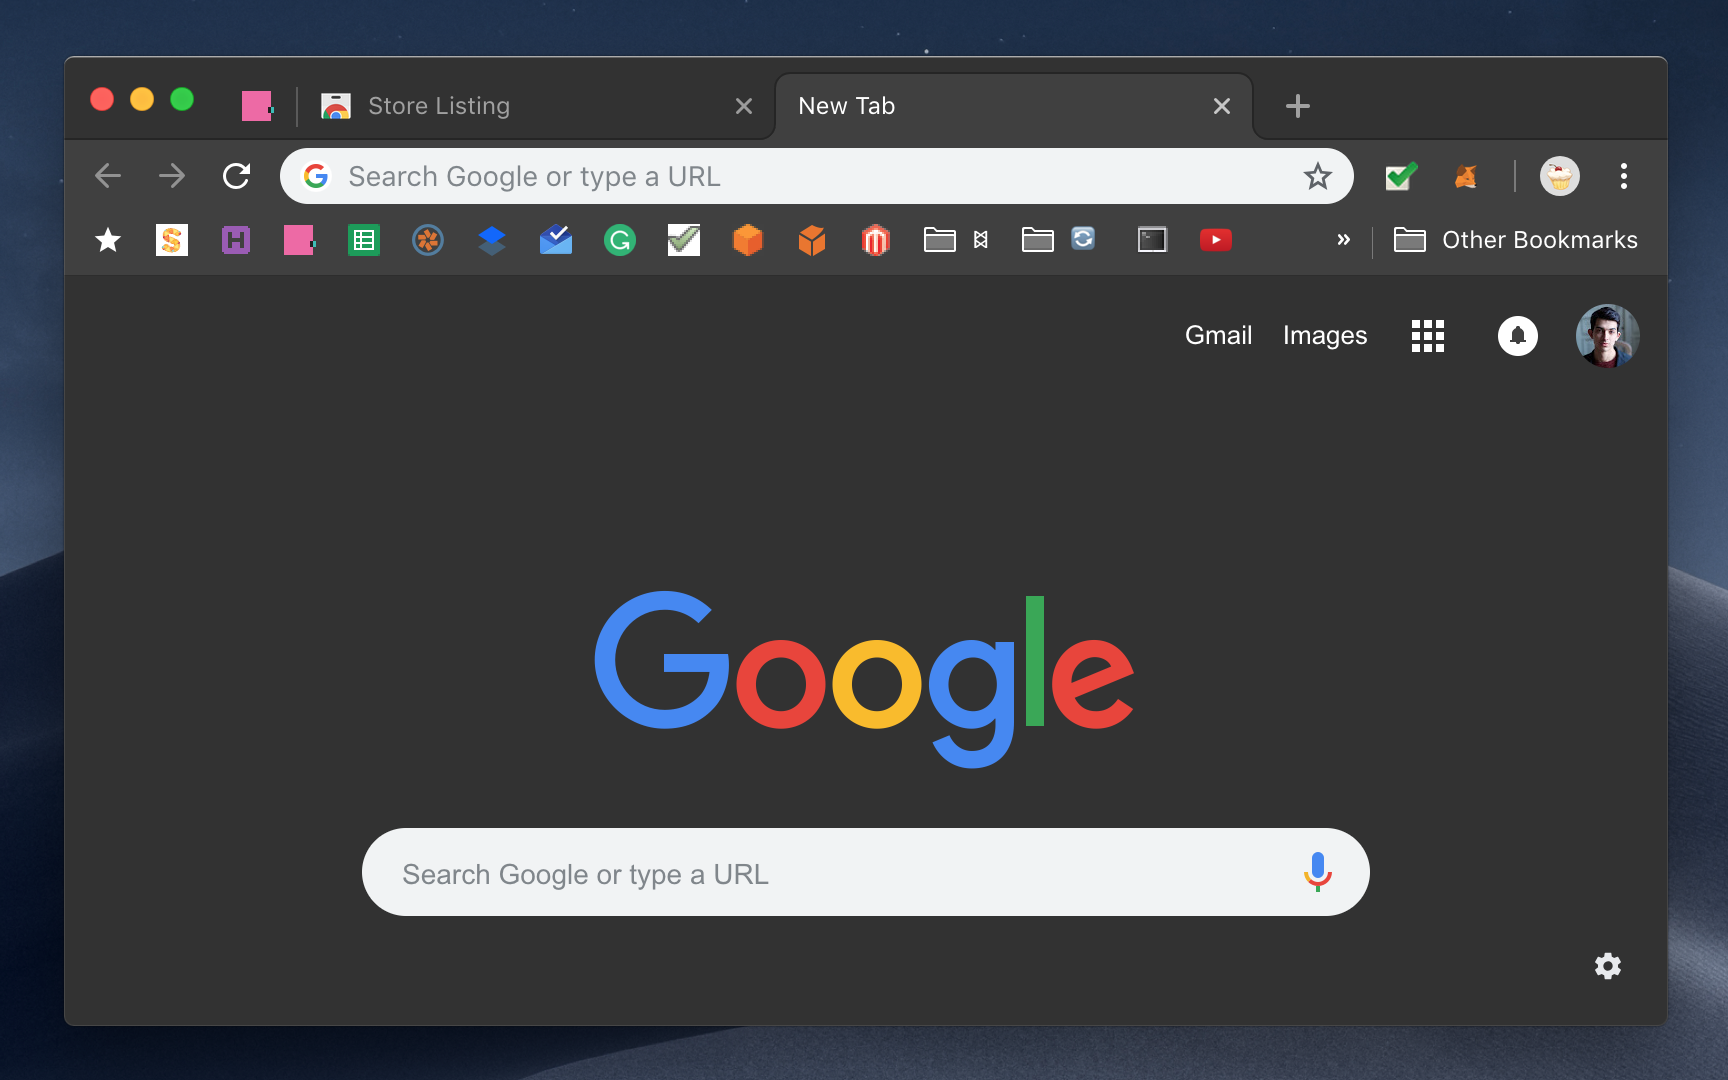 Store Listing
New Tab
Search Google or type a URL
Other Bookmarks
Gmail Images
Google
Search Google or type a URL